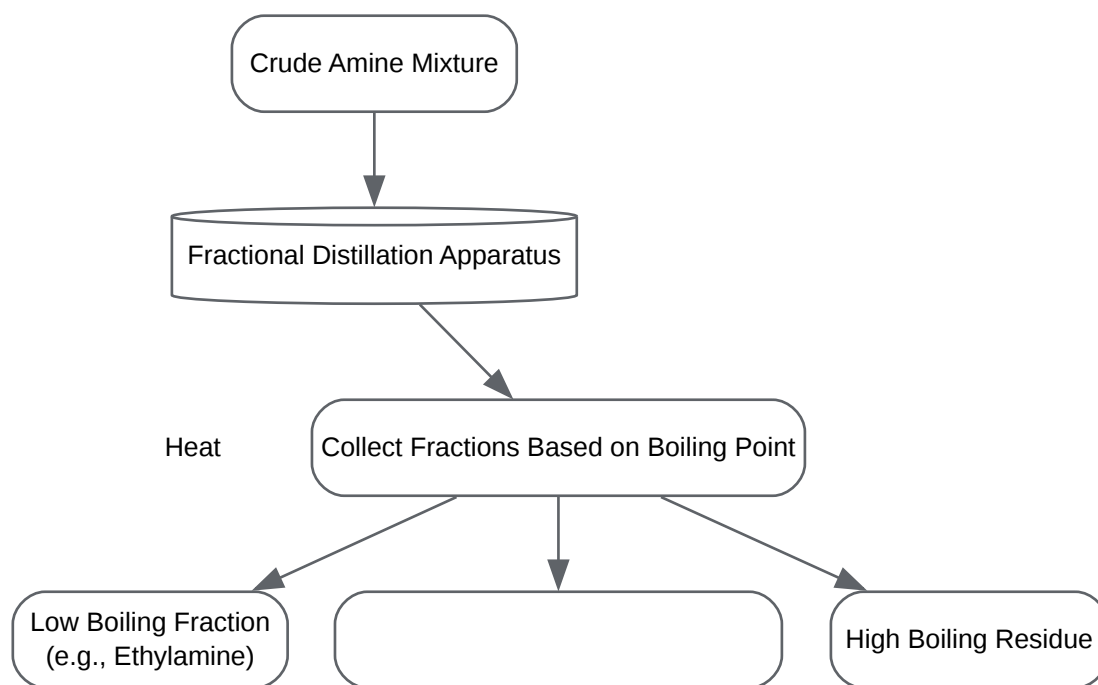 Crude Amine Mixture
Fractional Distillation Apparatus
Heat
Collect Fractions Based on Boiling Point
Low Boiling Fraction
(e.g., Ethylamine)
High Boiling Residue